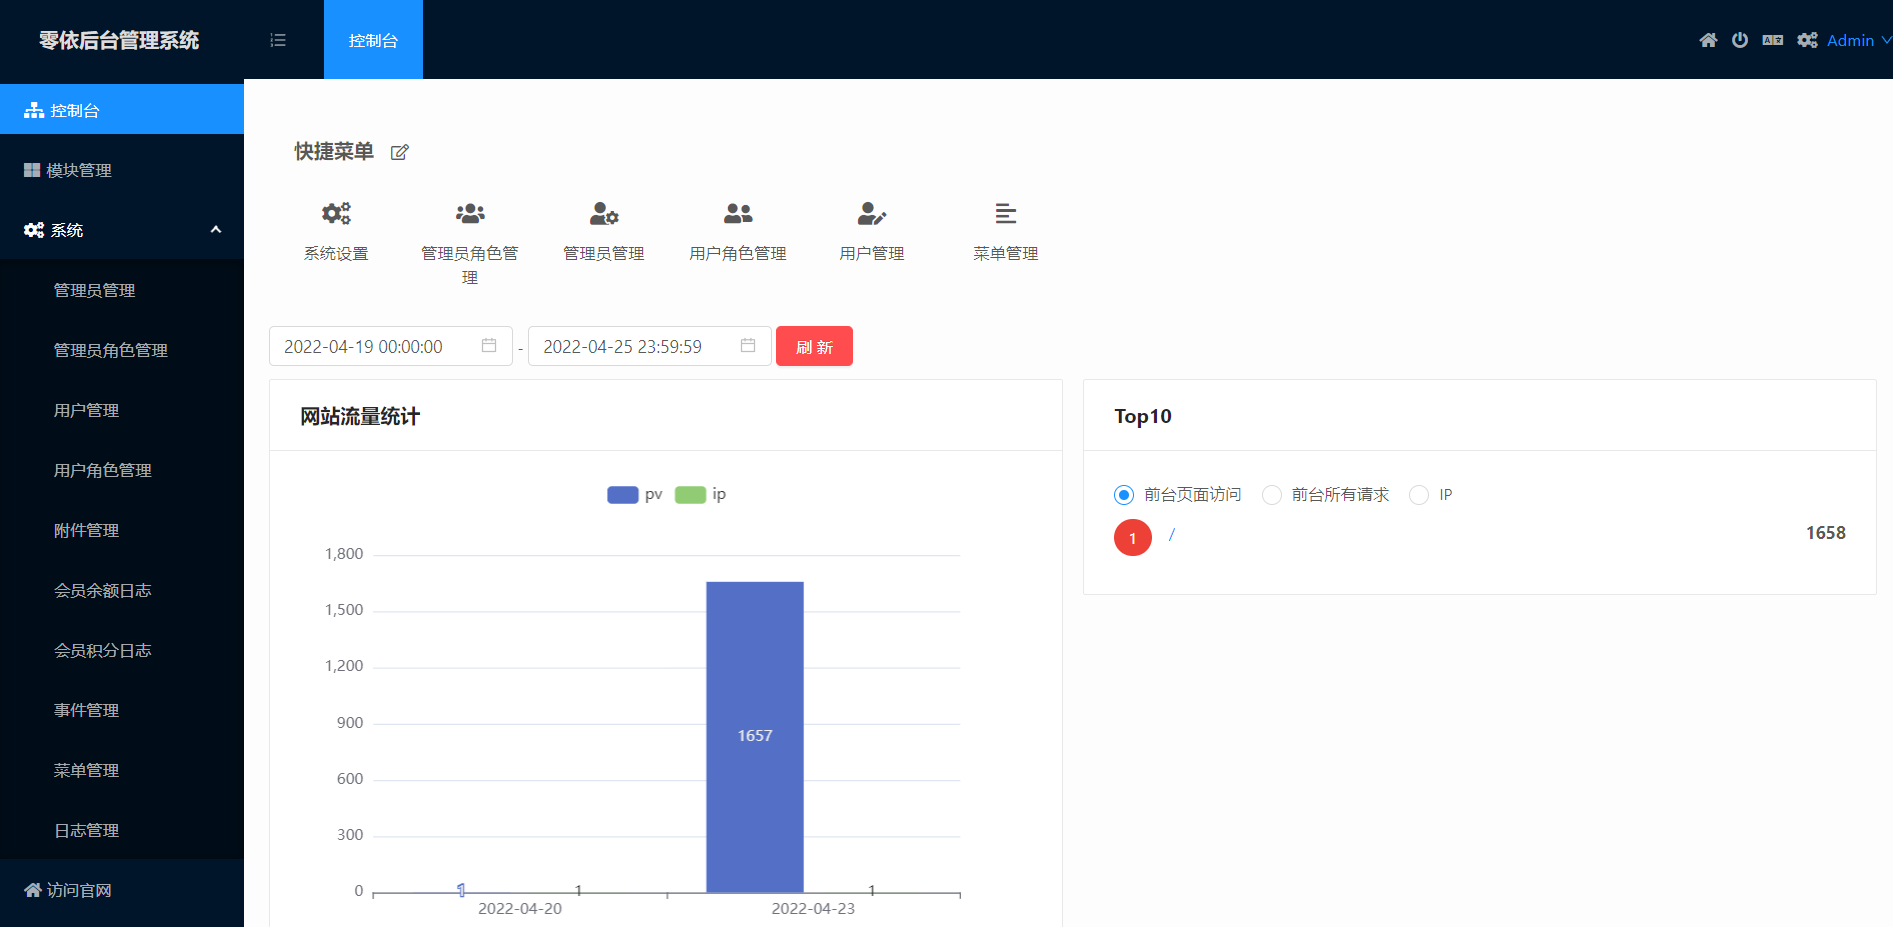 零依后台管理系统
控制台
Admin
控制台
模块管理
系统
管理员管理
管理员角色管理
用户管理
用户角色管理
附件管理
会员余额日志
会员积分日志
事件管理
菜单管理
日志管理
访问官网
快捷菜单
系统设置
管理员角色管
理
管理员管理
用户角色管理
用户管理
菜单管理
2022-04-19 00:00:00 - 2022-04-25 23:59:59 刷 新
网站流量统计
pv ip
1,800
1,500
1,200
900
600
300
0
1657
1 1 1
2022-04-20 2022-04-23
Top10
前台页面访问 前台所有请求 IP
1 / 1658